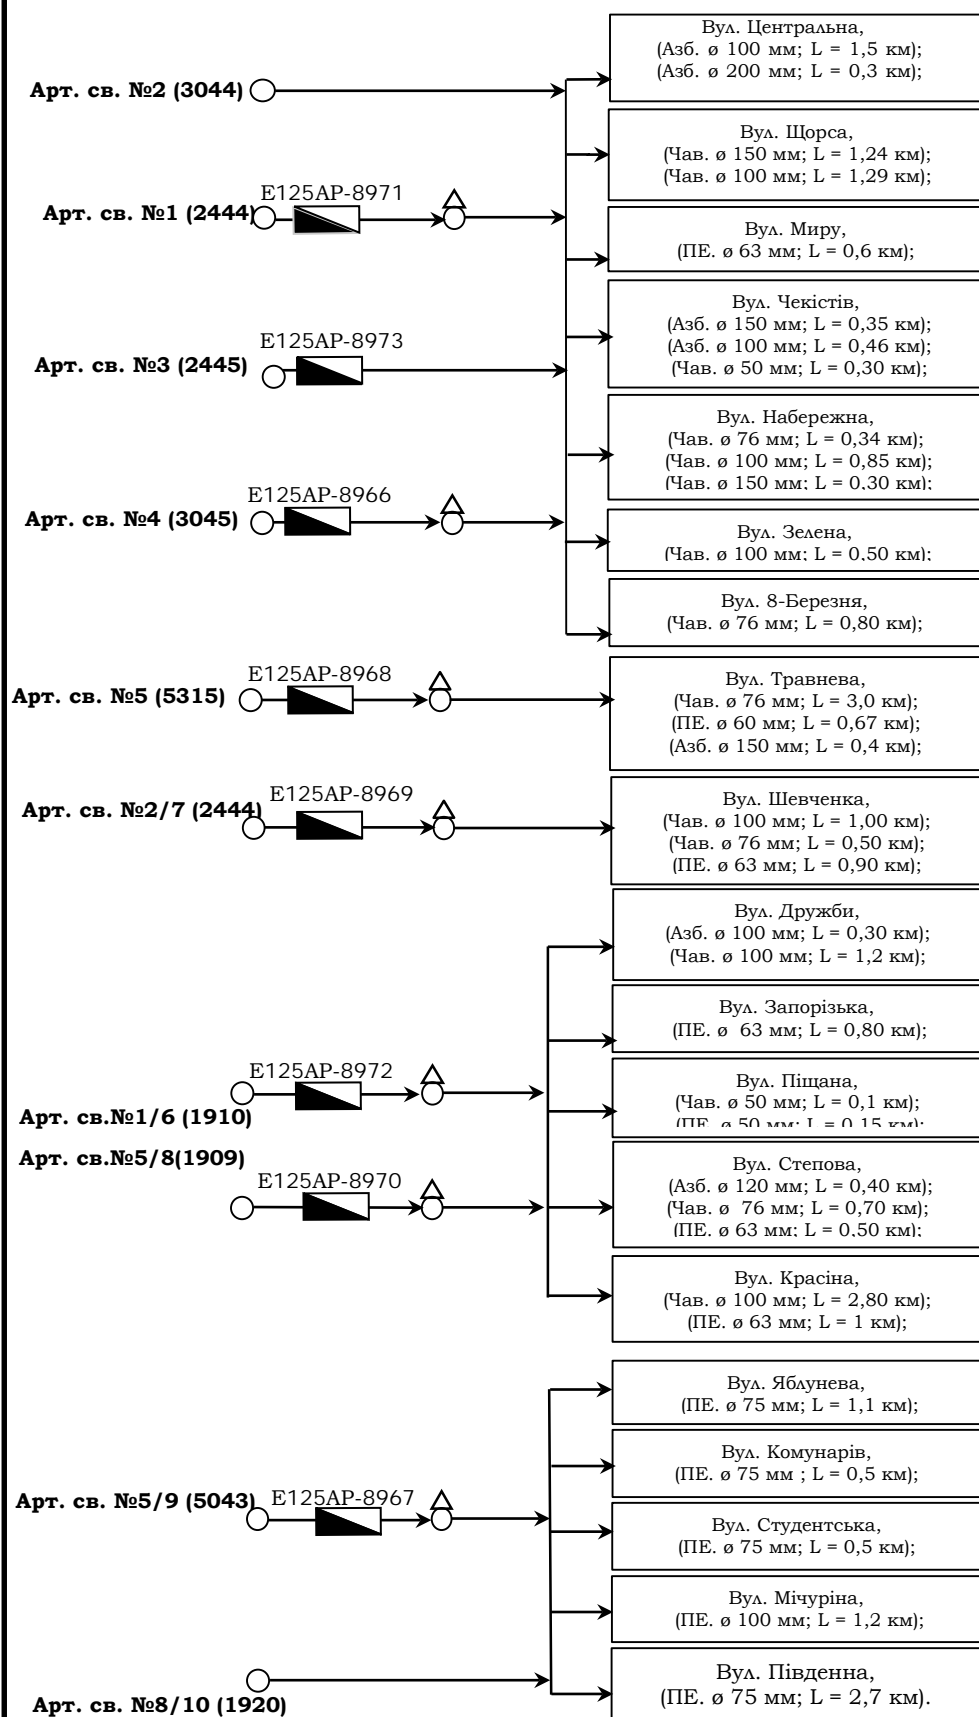 Арт. св. №2 (3044)
Вул. Центральна,
(Азб. ø 100 мм; L = 1,5 км);
(Азб. ø 200 мм; L = 0,3 км);
Вул. Щорса,
(Чав. ø 150 мм; L = 1,24 км);
(Чав. ø 100 мм; L = 1,29 км);
E125AP-8971
Арт. св. №1 (2444)
Вул. Миру,
(ПЕ. ø 63 мм; L = 0,6 км);
Вул. Чекістів,
(Азб. ø 150 мм; L = 0,35 км);
(Азб. ø 100 мм; L = 0,46 км);
(Чав. ø 50 мм; L = 0,30 км);
E125AP-8973
Арт. св. №3 (2445)
Вул. Набережна,
(Чав. ø 76 мм; L = 0,34 км);
(Чав. ø 100 мм; L = 0,85 км);
(Чав. ø 150 мм; L = 0,30 км);
E125AP-8966
Арт. св. №4 (3045)
Вул. Зелена,
(Чав. ø 100 мм; L = 0,50 км);
Вул. 8-Березня,
(Чав. ø 76 мм; L = 0,80 км);
E125AP-8968
Арт. св. №5 (5315)
Вул. Травнева,
(Чав. ø 76 мм; L = 3,0 км);
(ПЕ. ø 60 мм; L = 0,67 км);
(Азб. ø 150 мм; L = 0,4 км);
E125AP-8969
Арт. св. №2/7 (2444)
Вул. Шевченка,
(Чав. ø 100 мм; L = 1,00 км);
(Чав. ø 76 мм; L = 0,50 км);
(ПЕ. ø 63 мм; L = 0,90 км);
Вул. Дружби,
(Азб. ø 100 мм; L = 0,30 км);
(Чав. ø 100 мм; L = 1,2 км);
Вул. Запорізька,
(ПЕ. ø 63 мм; L = 0,80 км);
E125AP-8972
Арт. св.№1/6 (1910)
Вул. Піщана,
(Чав. ø 50 мм; L = 0,1 км);
(ПЕ. ø 50 мм; L = 0,15 км);
Арт. св.№5/8(1909)
E125AP-8970
Вул. Степова,
(Азб. ø 120 мм; L = 0,40 км);
(Чав. ø 76 мм; L = 0,70 км);
(ПЕ. ø 63 мм; L = 0,50 км);
Вул. Красіна,
(Чав. ø 100 мм; L = 2,80 км);
(ПЕ. ø 63 мм; L = 1 км);
Вул. Яблунева,
(ПЕ. ø 75 мм; L = 1,1 км);
Вул. Комунарів,
(ПЕ. ø 75 мм ; L = 0,5 км);
Арт. св. №5/9 (5043)
E125AP-8967
Вул. Студентська,
(ПЕ. ø 75 мм; L = 0,5 км);
Вул. Мічуріна,
(ПЕ. ø 100 мм; L = 1,2 км);
Вул. Південна,
(ПЕ. ø 75 мм; L = 2,7 км).
Арт. св. №8/10 (1920)